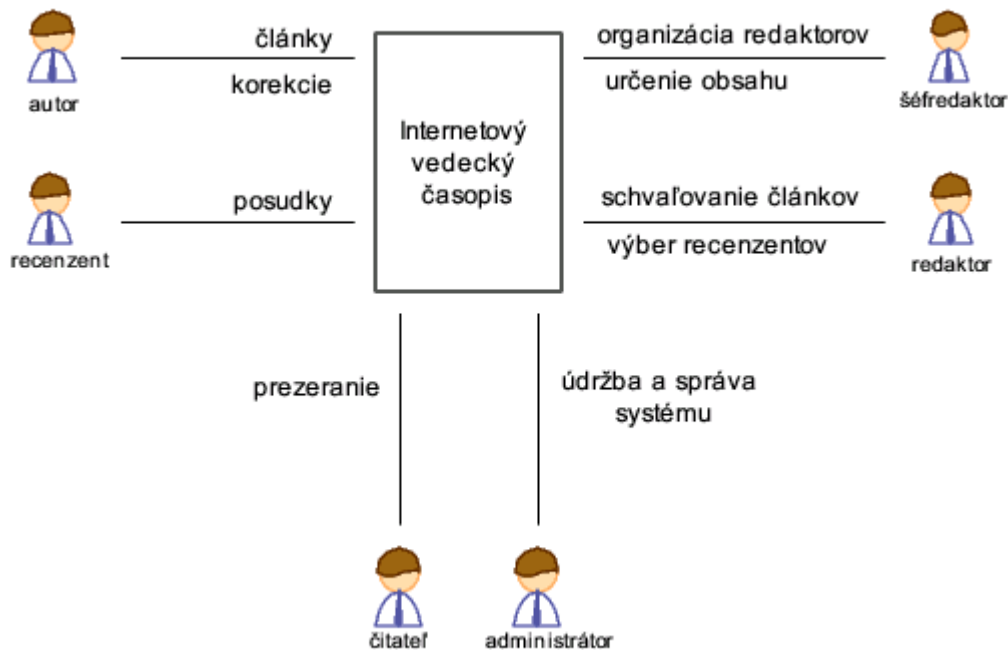 články
korekcie
autor
Internetový
vedecký
časopis
organizácia redaktorov
určenie obsahu
šéfredaktor
posudky
recenzent
schvaľovanie článkov
výber recenzentov
redaktor
prezeranie
údržba a správa
systému
čitateľ
administrátor